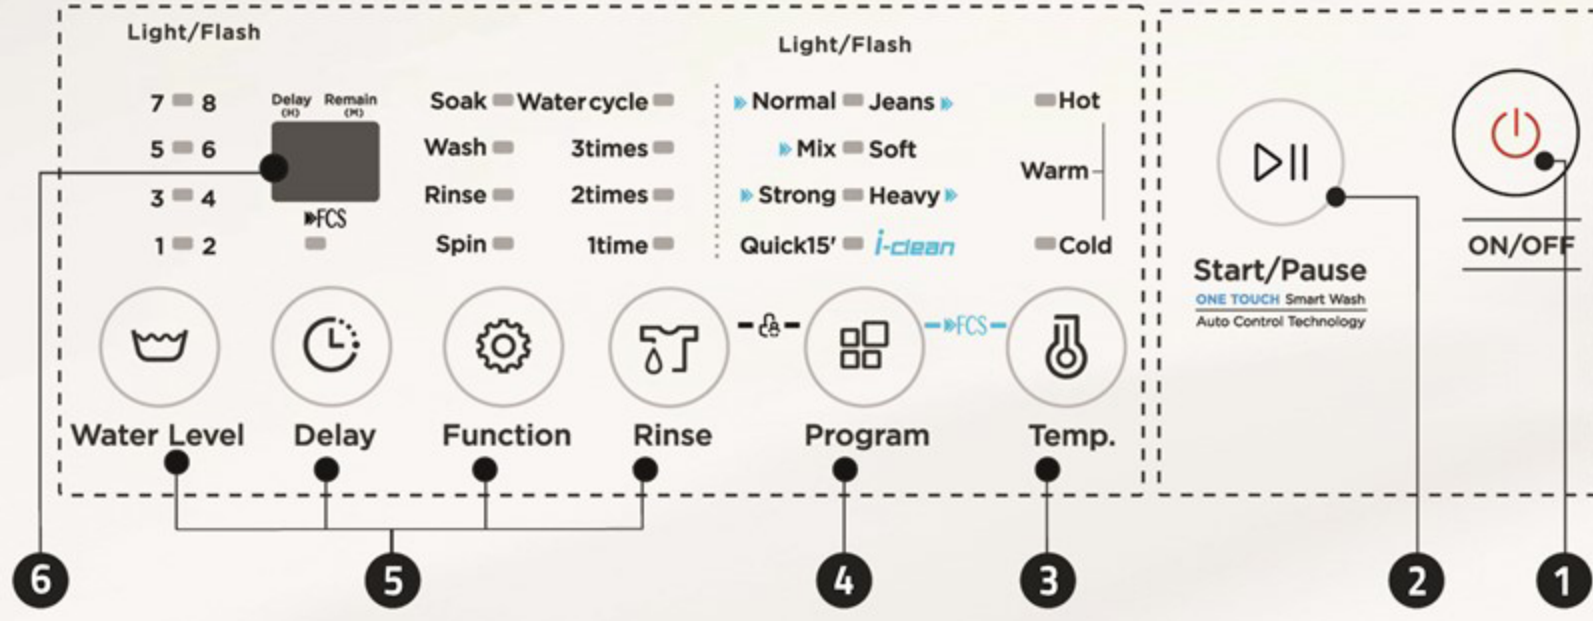 Light/Flash
Light/Flash
7 8
5 6
3 4
1 2
Delay Remain
(H) (M)
FCS
Soak Water cycle
Wash 3times
Rinse 2times
Spin 1time
Normal Jeans
Mix Soft
Strong Heavy
Quick15' i-clean
Hot
Warm
Cold
FCS
Water Level Delay Function Rinse Program Temp.
Start/Pause
ONE TOUCH Smart Wash
Auto Control Technology
ON/OFF
6 5 4 3 2 1